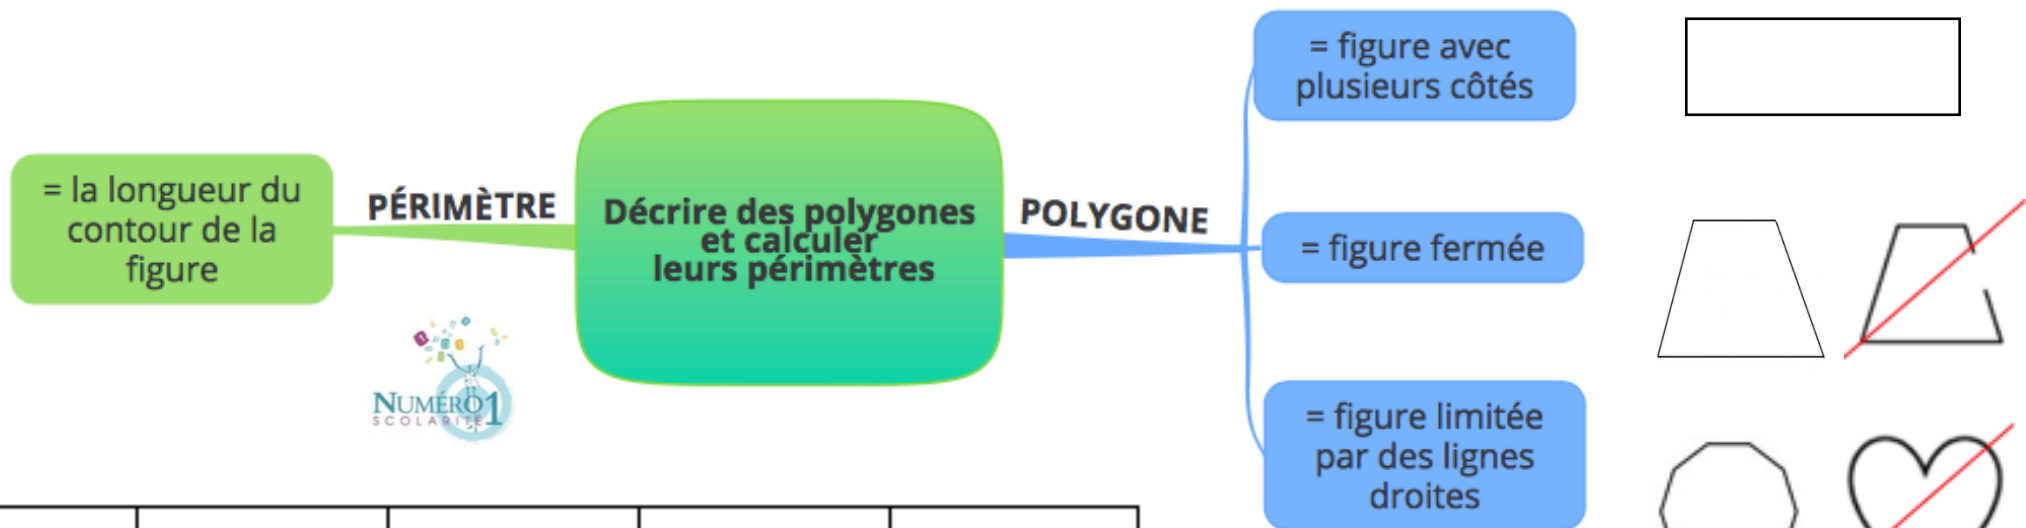 = la longueur du
contour de la
figure
PÉRIMÈTRE
Décrire des polygones
et calculer
leurs périmètres
POLYGONE
= figure avec
plusieurs côtés
= figure fermée
= figure limitée
par des lignes
droites
NUMÉRO1
SCOLARITÉ